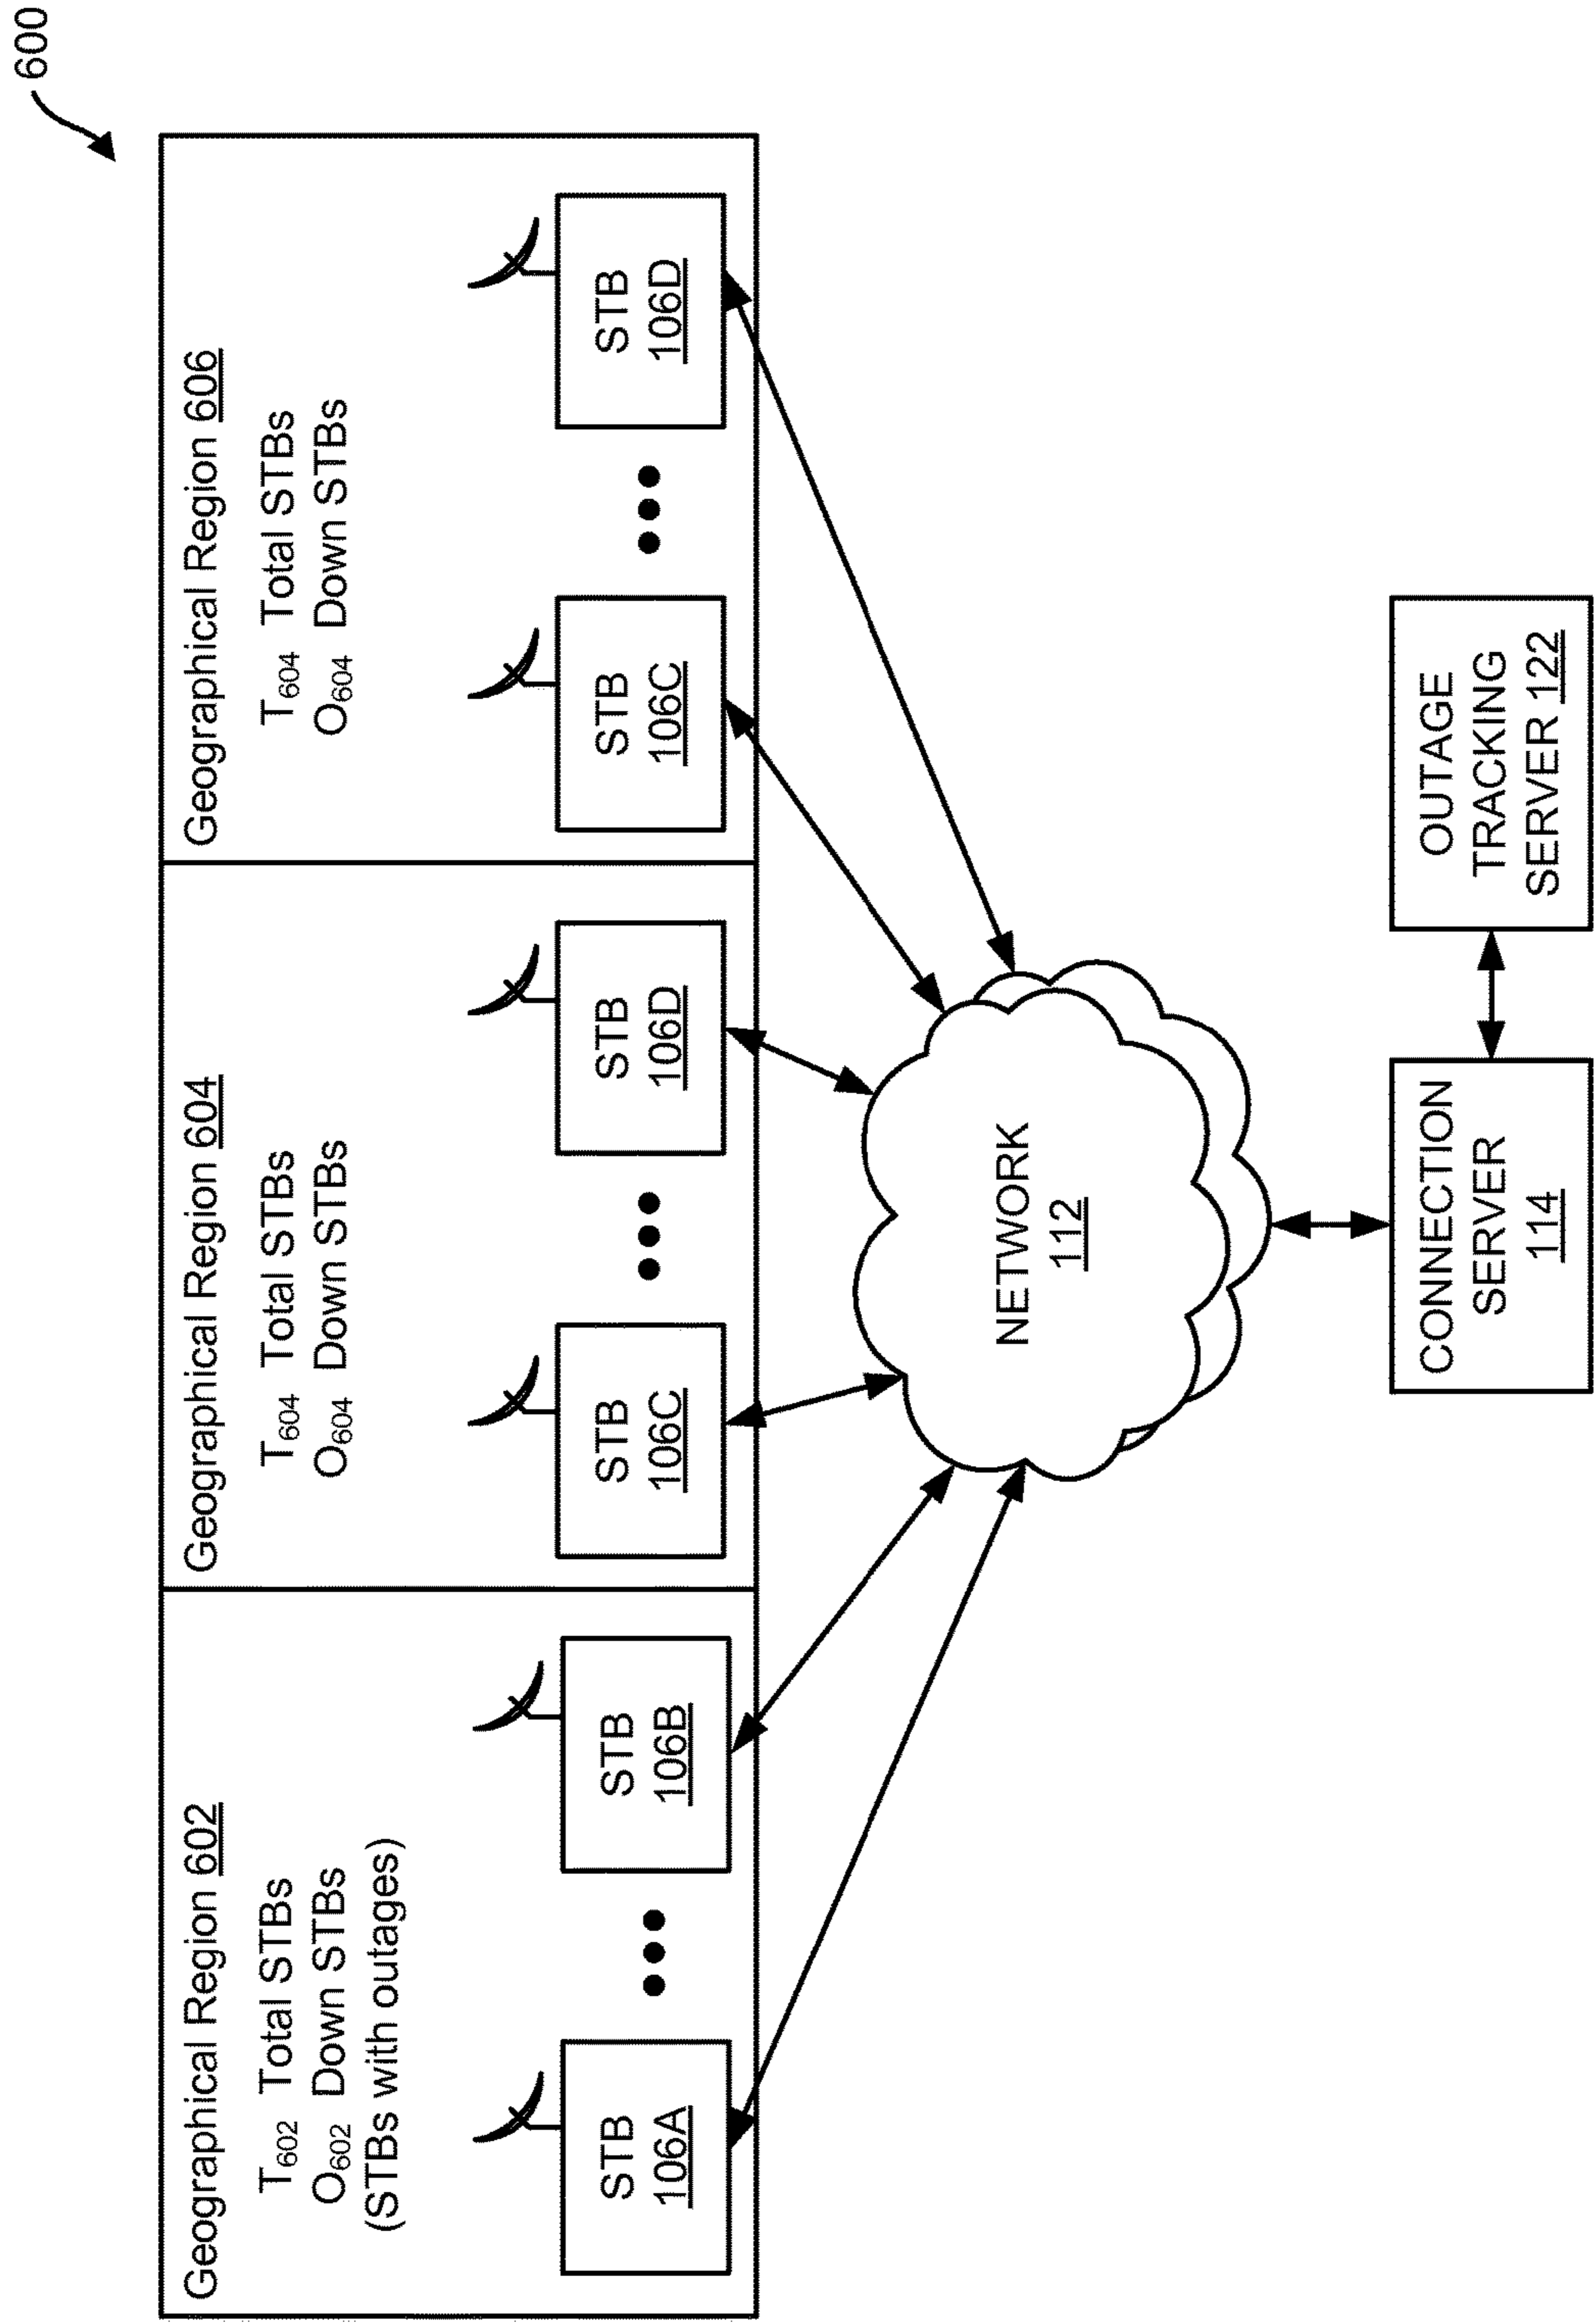 600
Geographical Region 602
T602 Total STBs
O602 Down STBs
(STBs with outages)
STB
106A
STB
106B
Geographical Region 604
T604 Total STBs
O604 Down STBs
STB
106C
STB
106D
Geographical Region 606
T604 Total STBs
O604 Down STBs
STB
106C
STB
106D
NETWORK
112
CONNECTION
SERVER
114
OUTAGE
TRACKING
SERVER 122